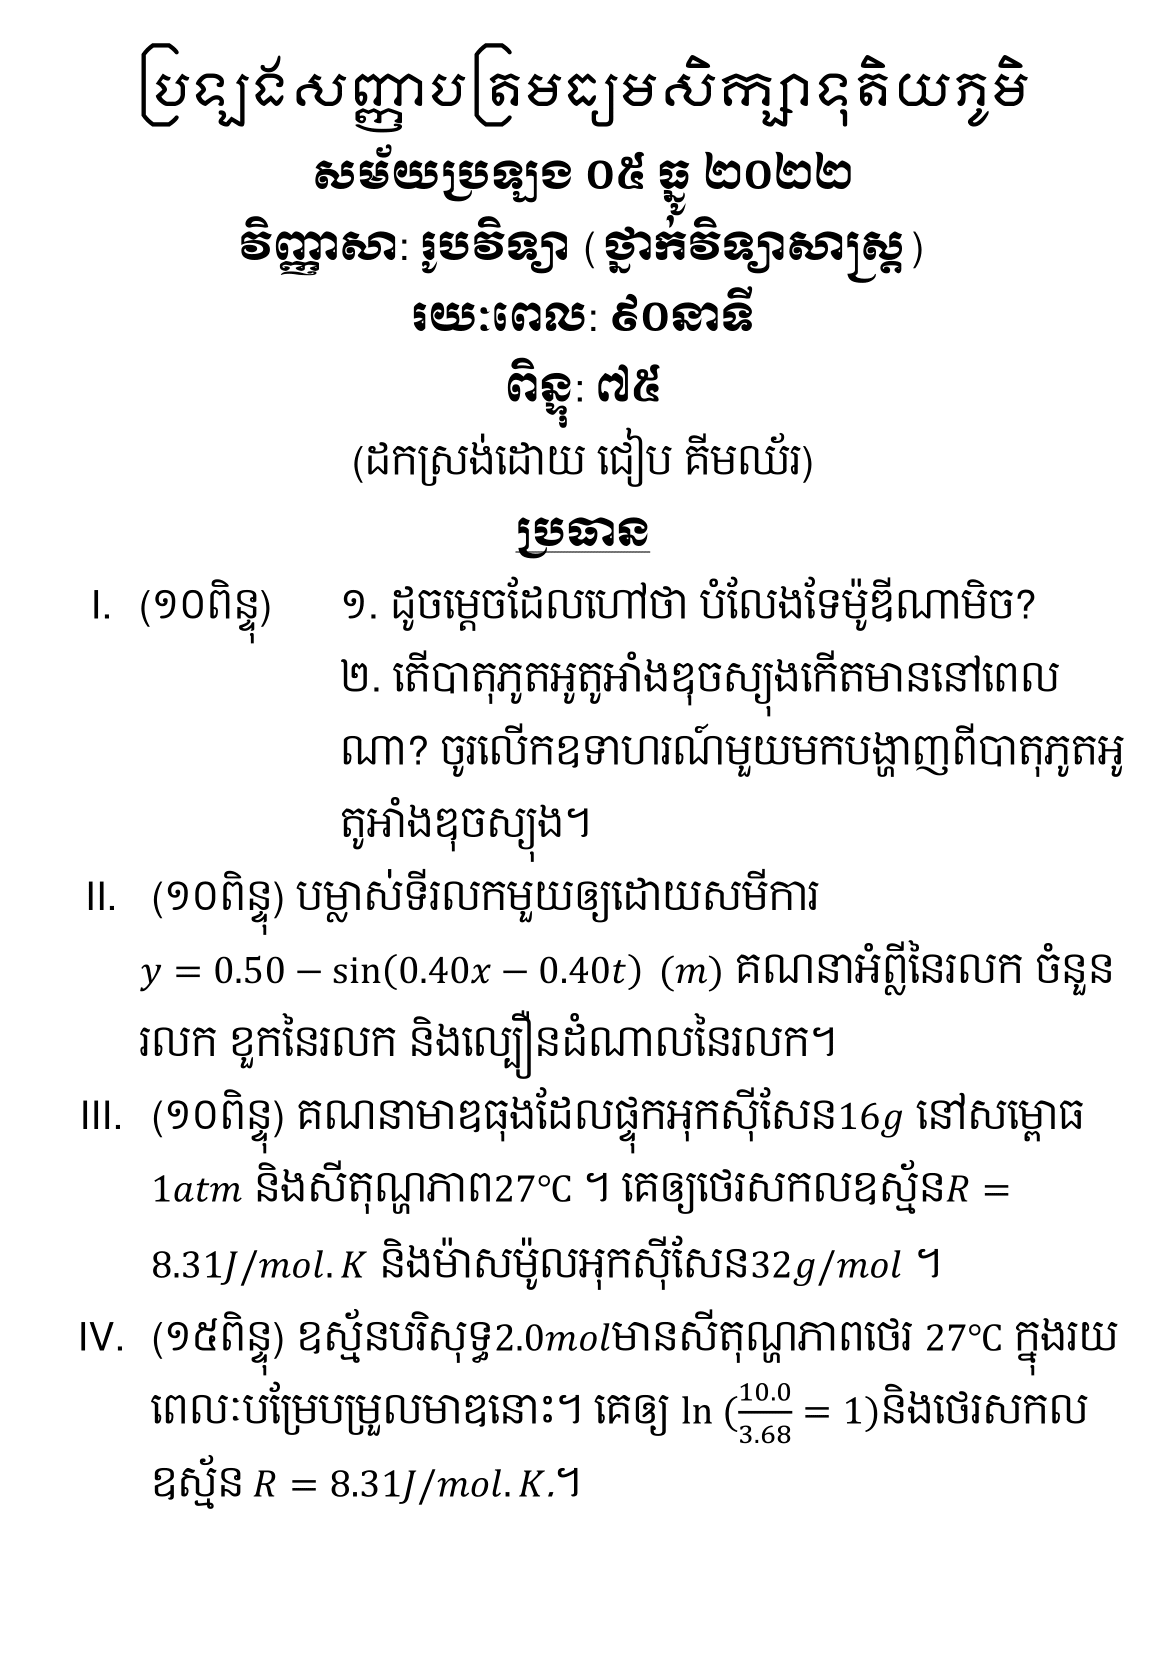 ប្រឡងសញ្ញាបត្រមធ្យមសិក្សាទុតិយភូមិ
សម័យប្រឡង ០៥ ធ្នូ ២០២២
វិញ្ញាសា: រូបវិទ្យា ( ថ្នាក់វិទ្យាសាស្ត្រ )
រយៈពេល: ៩០នាទី
ពិន្ទុ: ៧៥
(ដកស្រង់ដោយ ជៀប គីមឈ័រ)
ប្រធាន
I. (១០ពិន្ទុ) ១. ដូចម្ដេចដែលហៅថា បំលែងទែម៉ូឌីណាមិច?
២. តើបាតុភូតអូតូអាំងឌុចស្យុងកើតមាននៅពេល
ណា? ចូរលើកឧទាហរណ៍មួយមកបង្ហាញពីបាតុភូតអូ
តូអាំងឌុចស្យុង។
II. (១០ពិន្ទុ) បម្លាស់ទីរលកមួយឲ្យដោយសមីការ
y = 0.50 − sin(0.40x − 0.40t) (m) គណនាអំព្លីនៃរលក ចំនួន
រលក ខួកនៃរលក និងល្បឿនដំណាលនៃរលក។
III. (១០ពិន្ទុ) គណនាមាឌធុងដែលផ្ទុកអុកស៊ីសែន16g នៅសម្ពោធ
1atm និងសីតុណ្ហភាព27℃ ។ គេឲ្យថេរសកលឧស្ម័នR =
8.31J/mol.K និងម៉ាសម៉ូលអុកស៊ីសែន32g/mol ។
IV. (១៥ពិន្ទុ) ឧស្ម័នបរិសុទ្ធ2.0molមានសីតុណ្ហភាពថេរ 27℃ ក្នុងរយ
ពេលៈបម្រែបម្រួលមាឌនោះ។ គេឲ្យ ln (10.0/3.68 = 1)និងថេរសកល
ឧស្ម័ន R = 8.31J/mol.K.។